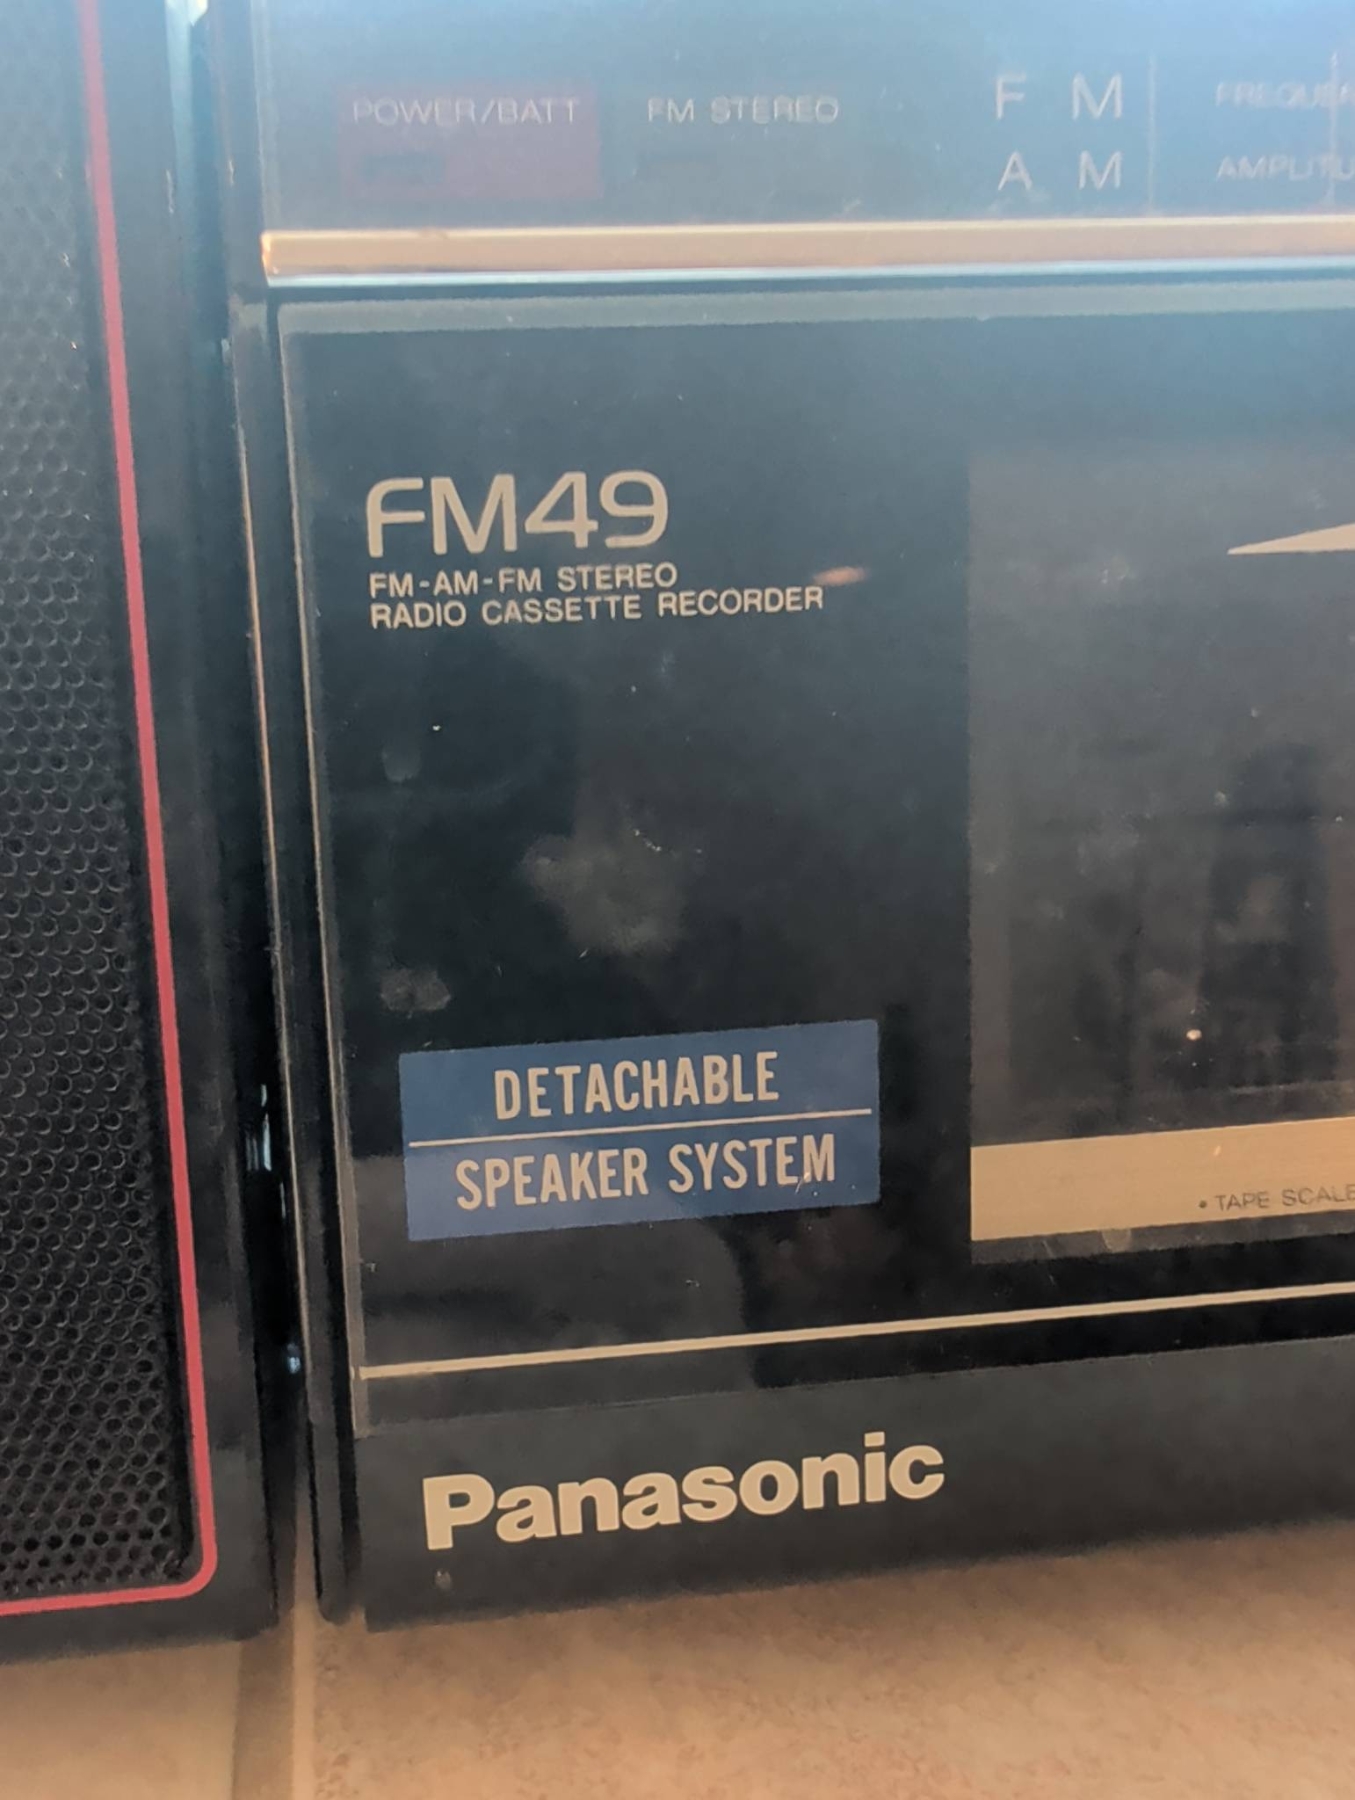 POWER/BATT FM STEREO
F M
A M
FM49
FM-AM-FM STEREO
RADIO CASSETTE RECORDER
DETACHABLE
SPEAKER SYSTEM
• TAPE SCALE
Panasonic